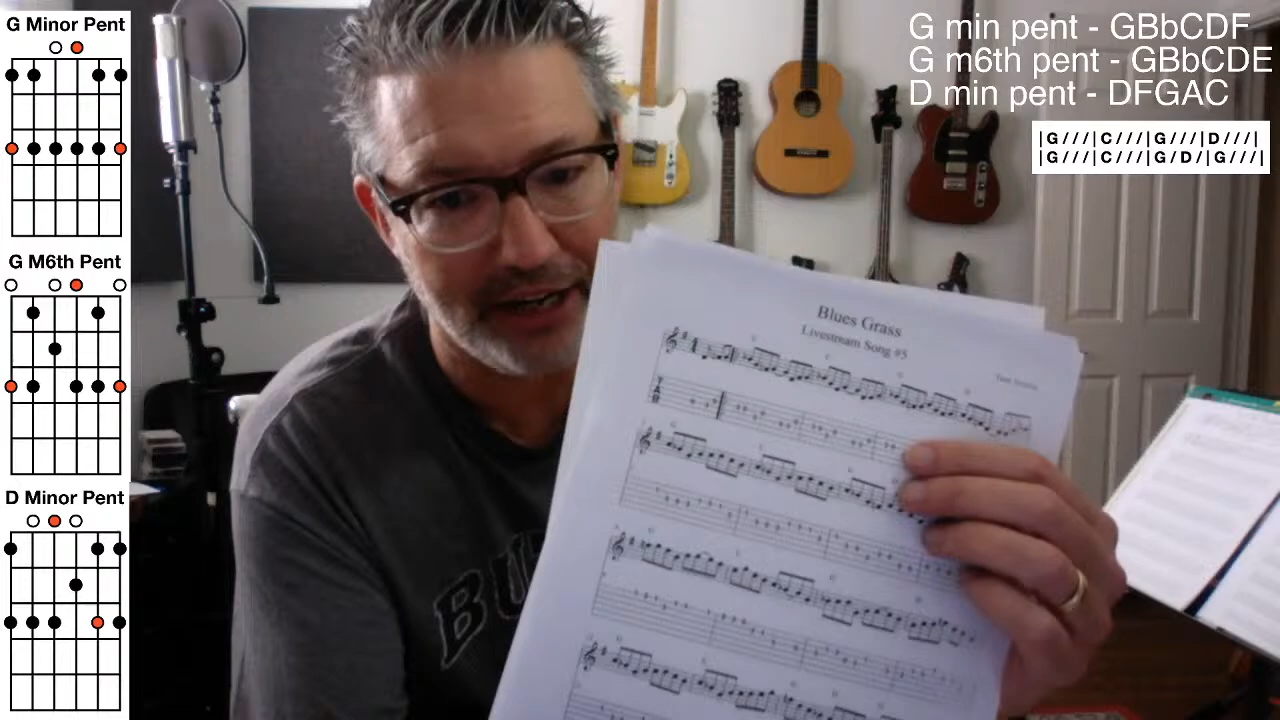 G Minor Pent
G M6th Pent
D Minor Pent
G min pent - GBbCDF
G m6th pent - GBbCDE
D min pent - DFGAC
|G///|C///|G///|D///|
|G///|C///|G/D/|G///|
Blues Grass
Livestream Song #5
BU